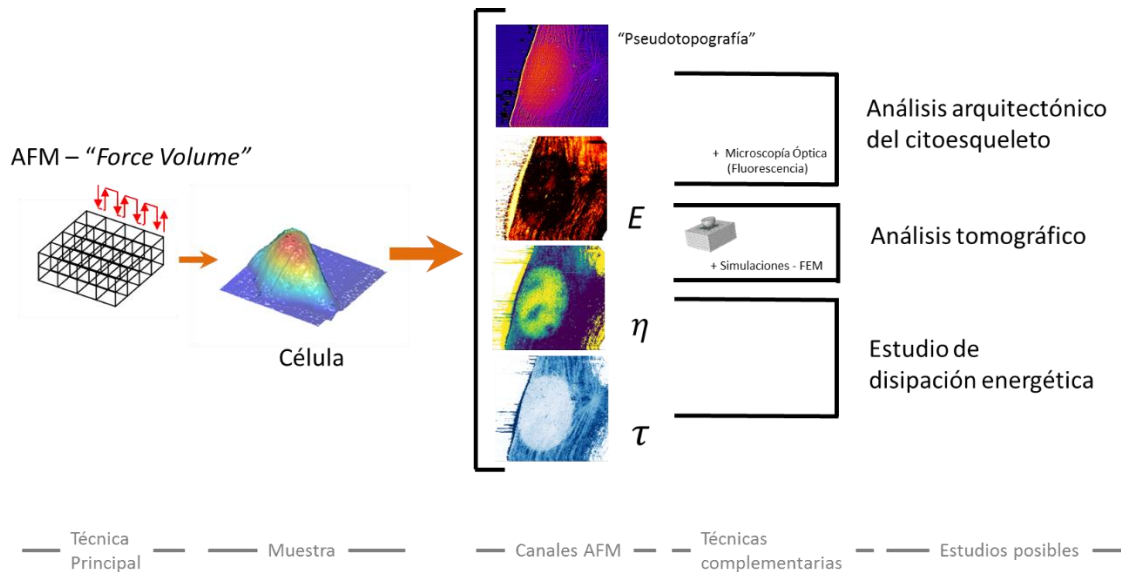 AFM – “Force Volume”
Célula
“Pseudotopografía”
E
η
τ
+ Microscopía Óptica
(Fluorescencia)
+ Simulaciones - FEM
Análisis arquitectónico
del citoesqueleto
Análisis tomográfico
Estudio de
disipación energética
Técnica
Principal
Muestra
Canales AFM
Técnicas
complementarias
Estudios posibles